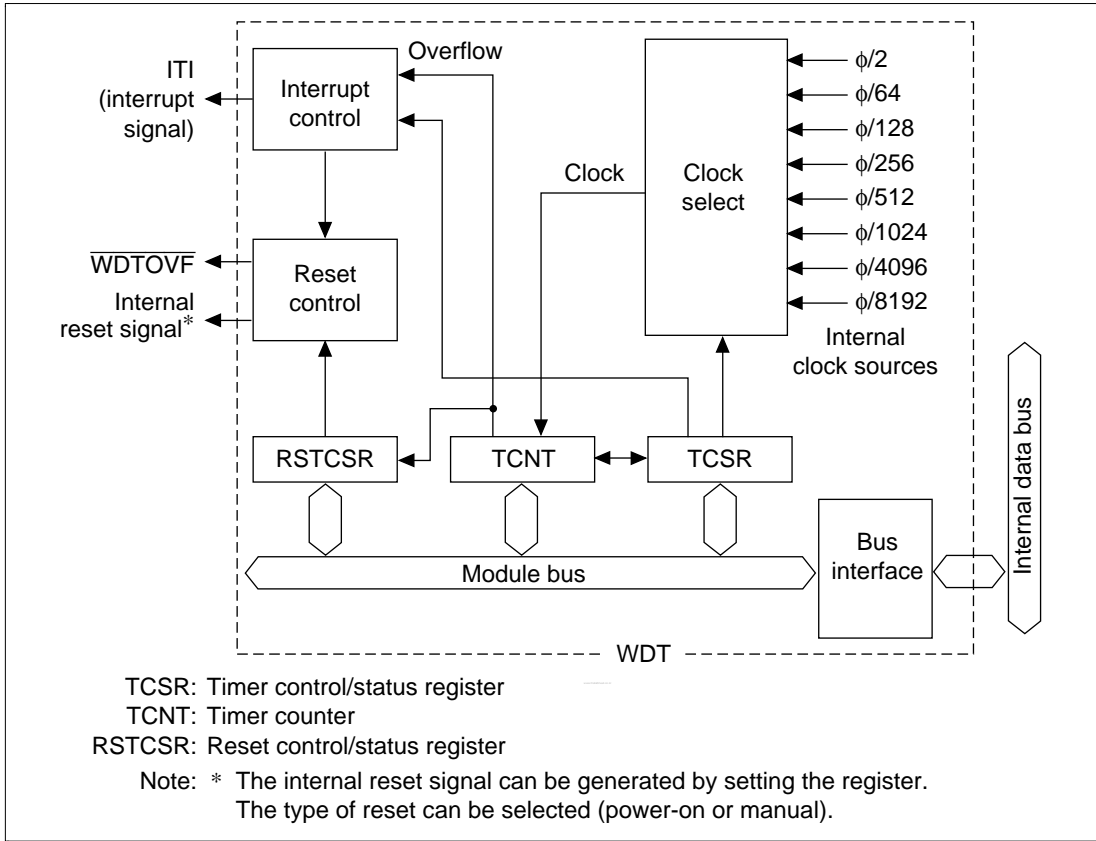 Overflow
ITI
(interrupt
signal)
Interrupt
control
WDTOVF
Internal
reset signal*
Reset
control
Clock
Clock
select
ϕ/2
ϕ/64
ϕ/128
ϕ/256
ϕ/512
ϕ/1024
ϕ/4096
ϕ/8192
Internal
clock sources
RSTCSR
TCNT
TCSR
Module bus
Bus
interface
Internal data bus
WDT
TCSR: Timer control/status register
TCNT: Timer counter
RSTCSR: Reset control/status register
Note: * The internal reset signal can be generated by setting the register.
The type of reset can be selected (power-on or manual).